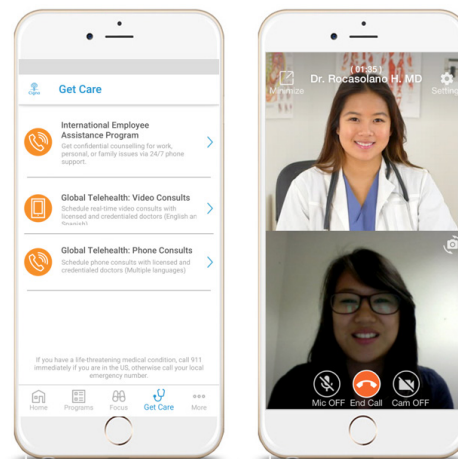 Get Care
International Employee
Assistance Program
Get confidential counselling for work,
personal, or family issues via 24/7 phone
support.
Global Telehealth: Video Consults
Schedule real-time video consults with
licensed and credentialed doctors (English an
Spanish)
Global Telehealth: Phone Consults
Schedule phone consults with licensed and
credentialed doctors (Multiple languages)
If you have a life-threatening medical condition, call 911
immediately if you are in the US, otherwise call your local
emergency number.
Home Programs Focus Get Care More
( 01:35 )
Dr. Rocasolano H. MD
Minimize Setting
Mic OFF End Call Cam OFF